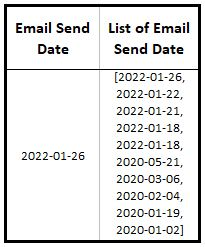 Email Send
Date
List of Email
Send Date
2022-01-26
[2022-01-26,
2022-01-22,
2022-01-21,
2022-01-18,
2022-01-18,
2020-05-21,
2020-03-06,
2020-02-04,
2020-01-19,
2020-01-02]